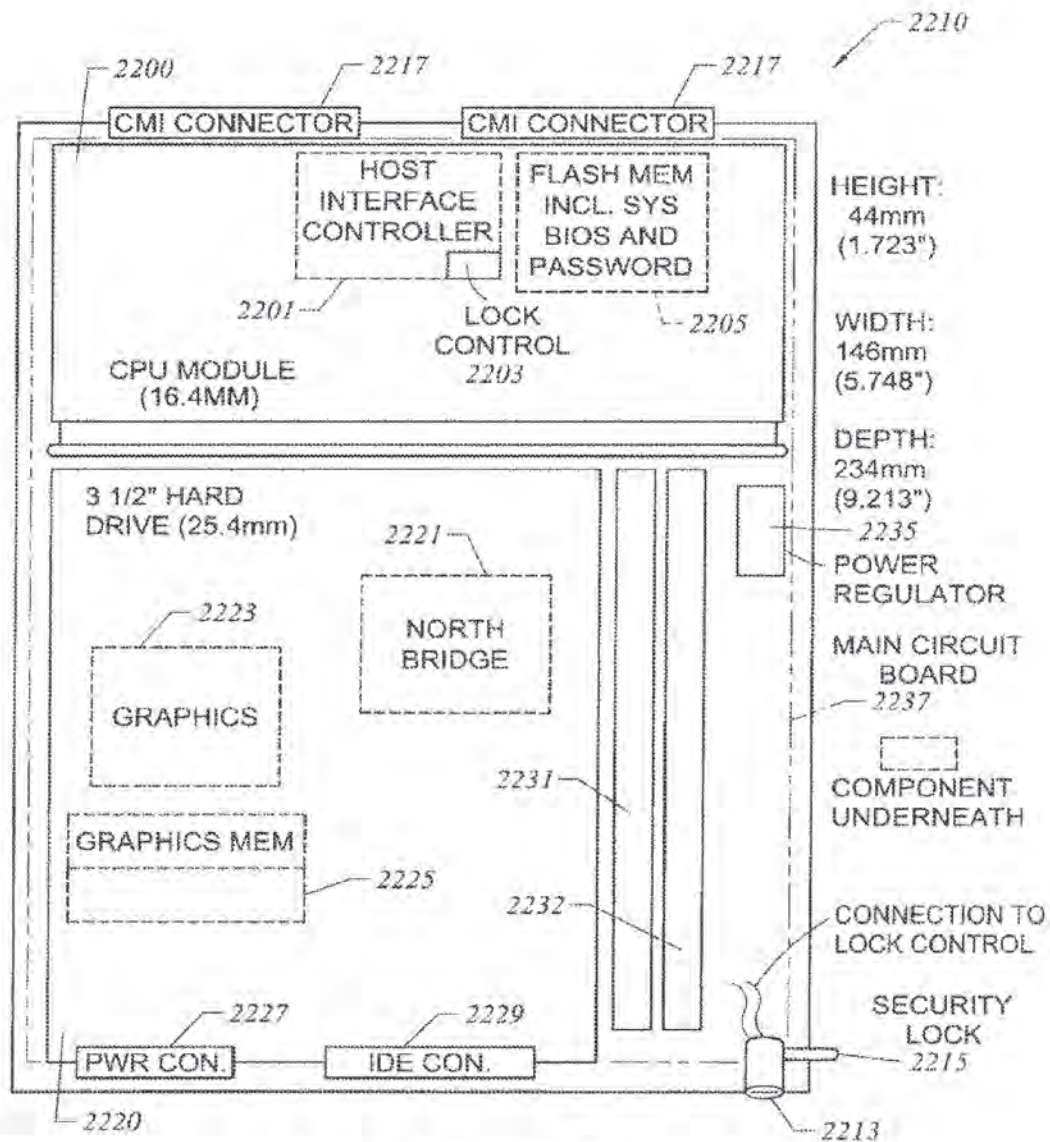 2210
2200
2217
2217
CMI CONNECTOR
CMI CONNECTOR
HOST
INTERFACE
CONTROLLER
FLASH MEM
INCL. SYS
BIOS AND
PASSWORD
HEIGHT:
44mm
(1.723")
2201
2205
LOCK
CONTROL
2203
WIDTH:
146mm
(5.748")
CPU MODULE
(16.4MM)
DEPTH:
234mm
(9.213")
3 1/2" HARD
DRIVE (25.4mm)
2221
2235
POWER
REGULATOR
2223
NORTH
BRIDGE
MAIN CIRCUIT
BOARD
2237
GRAPHICS
2231
COMPONENT
UNDERNEATH
GRAPHICS MEM
2225
2232
CONNECTION TO
LOCK CONTROL
2227
2229
SECURITY
LOCK
2215
PWR CON.
IDE CON.
2220
2213